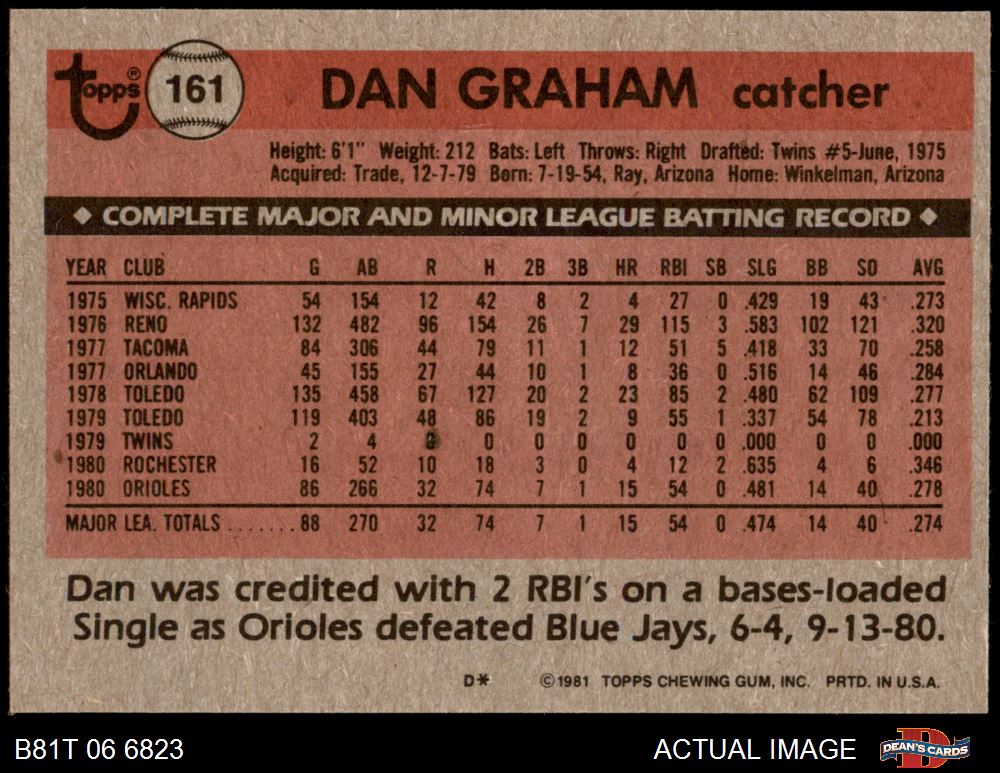 Topps® 161 DAN GRAHAM catcher
Height: 6'1" Weight: 212 Bats: Left Throws: Right Drafted: Twins #5-June, 1975
Acquired: Trade, 12-7-79 Born: 7-19-54, Ray, Arizona Home: Winkelman, Arizona
◆ COMPLETE MAJOR AND MINOR LEAGUE BATTING RECORD ◆
YEAR CLUB G AB R H 2B 3B HR RBI SB SLG BB SO AVG
1975 WISC. RAPIDS 54 154 12 42 8 2 4 27 0 .429 19 43 .273
1976 RENO 132 482 96 154 26 7 29 115 3 .583 102 121 .320
1977 TACOMA 84 306 44 79 11 1 12 51 5 .418 33 70 .258
1977 ORLANDO 45 155 27 44 10 1 8 36 0 .516 14 46 .284
1978 TOLEDO 135 458 67 127 20 2 23 85 2 .480 62 109 .277
1979 TOLEDO 119 403 48 86 19 2 9 55 1 .337 54 78 .213
1979 TWINS 2 4 0 0 0 0 0 0 .000 0 0 .000
1980 ROCHESTER 16 52 10 18 3 0 4 12 2 .635 4 6 .346
1980 ORIOLES 86 266 32 74 7 1 15 54 0 .481 14 40 .278
MAJOR LEA. TOTALS .......88 270 32 74 7 1 15 54 0 .474 14 40 .274
Dan was credited with 2 RBI's on a bases-loaded
Single as Orioles defeated Blue Jays, 6-4, 9-13-80.
D* ©1981 TOPPS CHEWING GUM, INC. PRTD. IN U.S.A.
B81T 06 6823 ACTUAL IMAGE DEAN'S CARDS